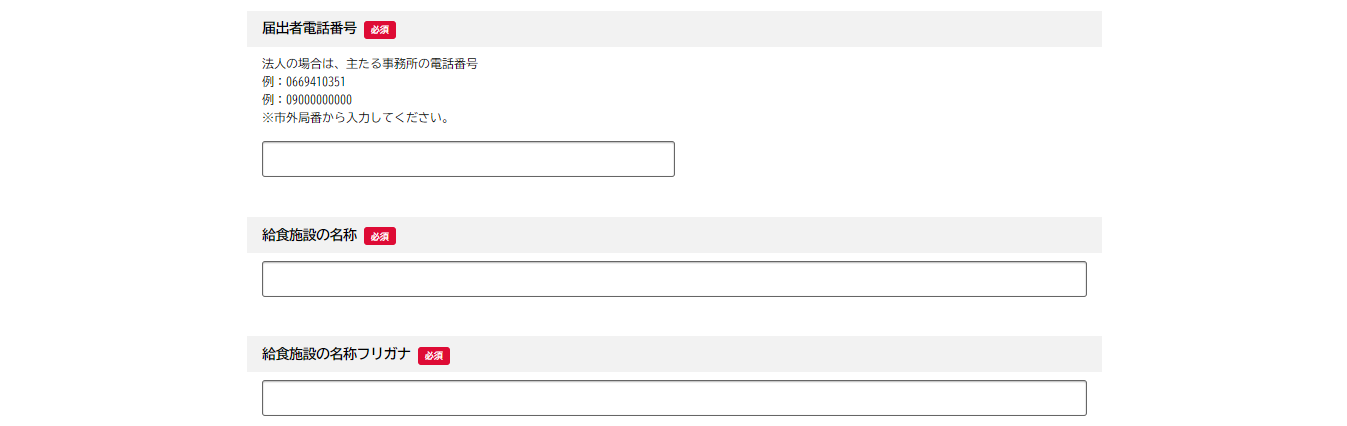 届出者電話番号 必須
法人の場合は、主たる事務所の電話番号
例：0669410351
例：09000000000
※市外局番から入力してください。
給食施設の名称 必須
給食施設の名称フリガナ 必須